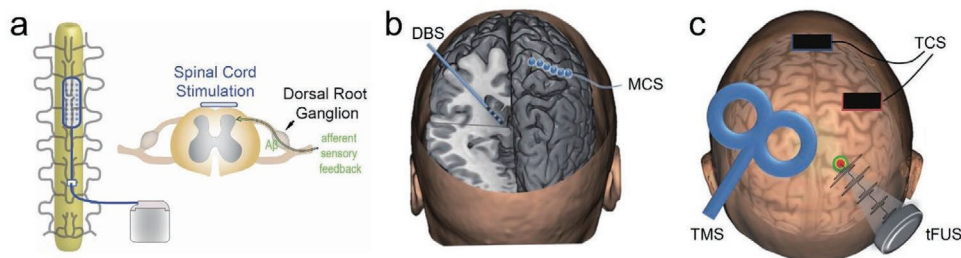 a
Spinal Cord
Stimulation
Dorsal Root
Ganglion
Aβ
afferent
sensory
feedback
b
DBS
MCS
c
TCS
TMS
tFUS